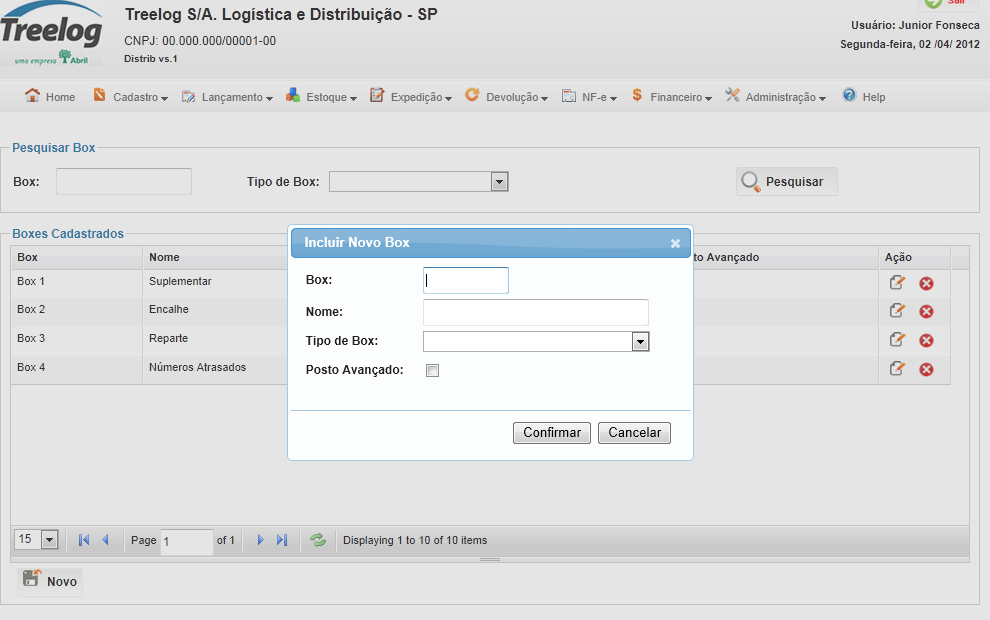 Treelog
uma empresa Abril
Treelog S/A. Logística e Distribuição - SP
CNPJ: 00.000.000/00001-00
Distrib vs.1
Sair
Usuário: Junior Fonseca
Segunda-feira, 02 /04/ 2012
Home Cadastro Lançamento Estoque Expedição Devolução NF-e Financeiro Administração Help
Pesquisar Box
Box: Tipo de Box: Pesquisar
Boxes Cadastrados
Box Nome to Avançado Ação
Box 1 Suplementar
Box 2 Encalhe
Box 3 Reparte
Box 4 Números Atrasados
Incluir Novo Box
Box:
Nome:
Tipo de Box:
Posto Avançado:
Confirmar Cancelar
15 Page 1 of 1 Displaying 1 to 10 of 10 items
Novo